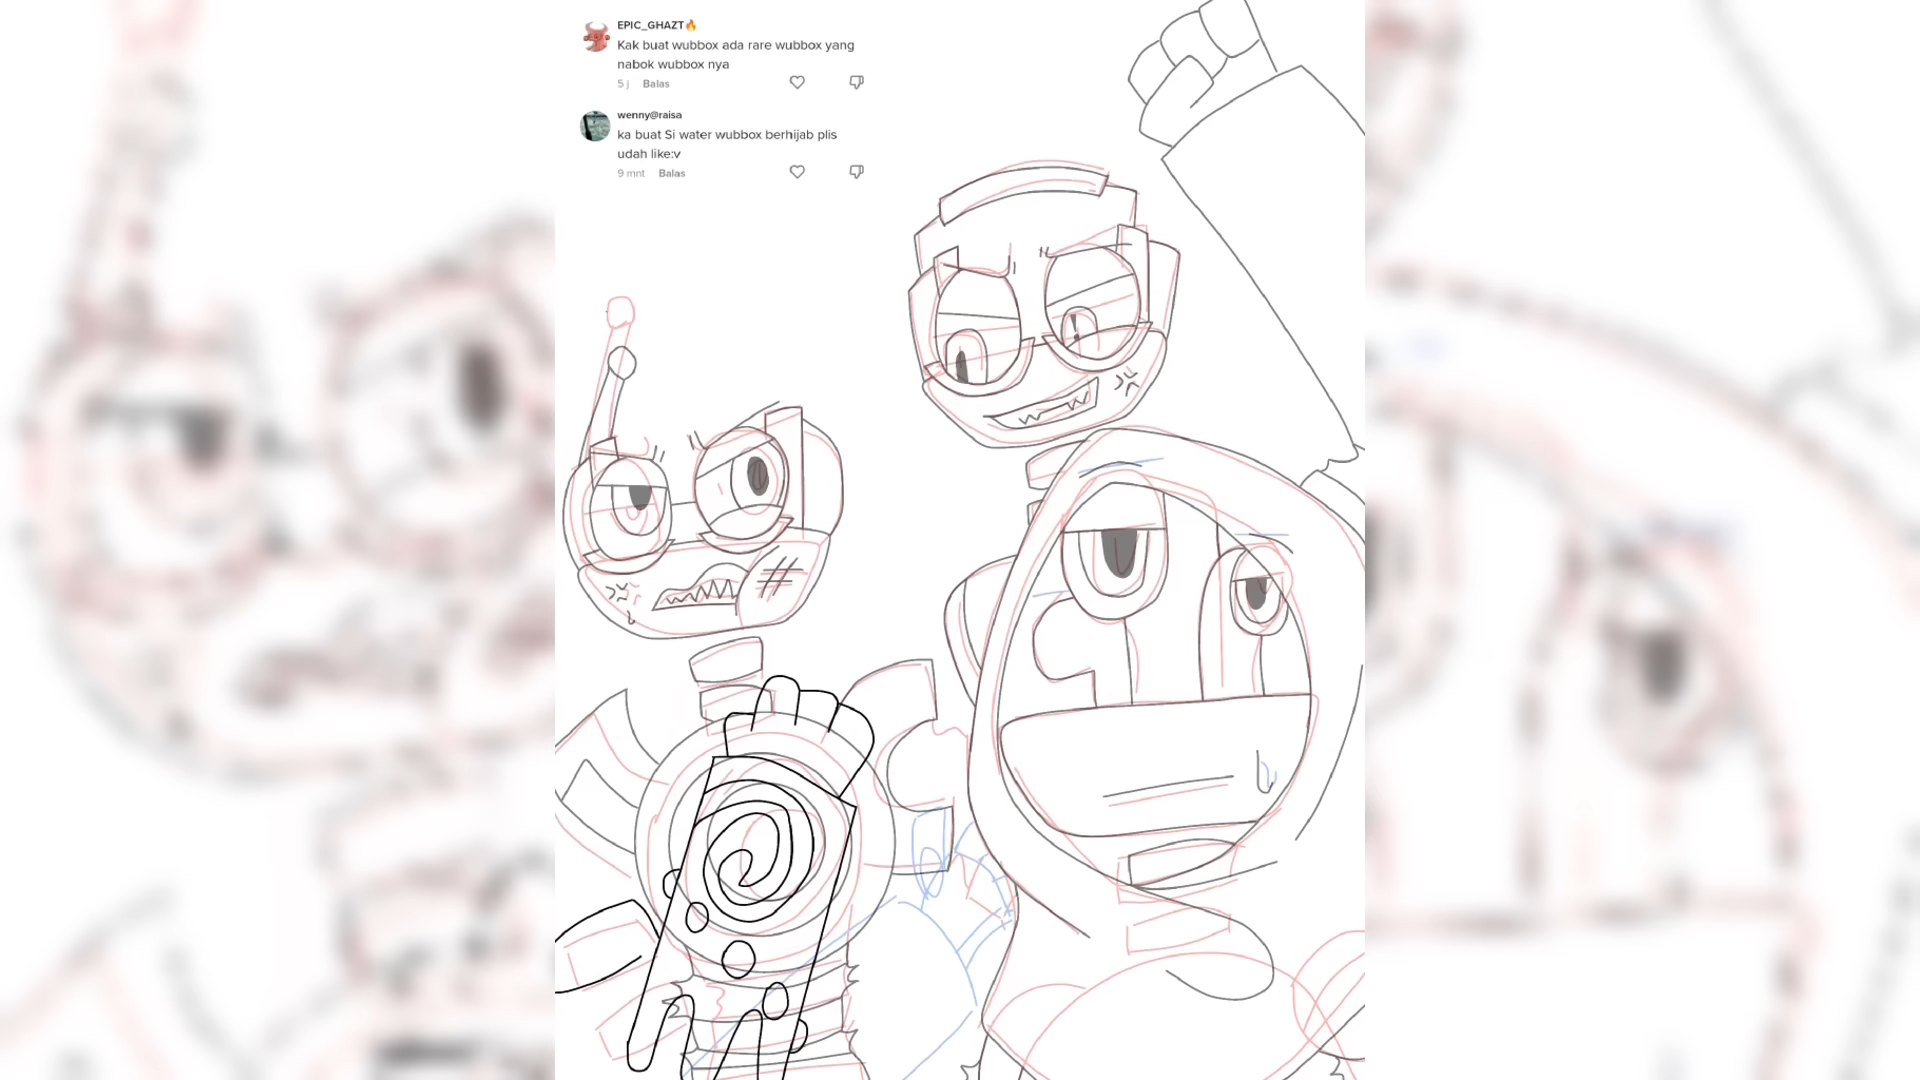 EPIC_GHAZT🔥
Kak buat wubbox ada rare wubbox yang
nabok wubbox nya
5 j Balas
wenny@raisa
ka buat Si water wubbox berhijab plis
udah like:v
9 mnt Balas